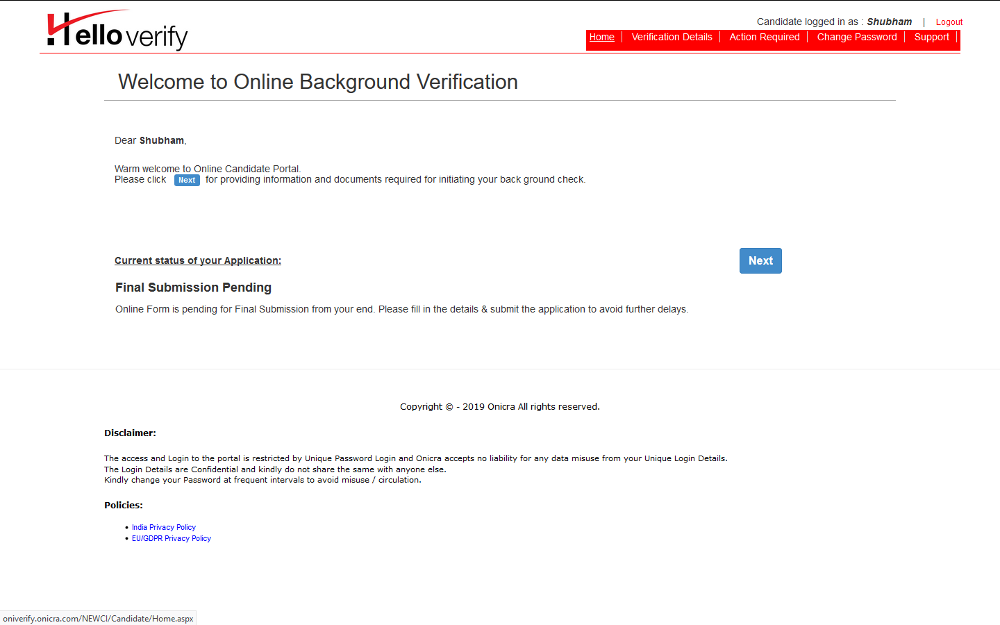 Hello verify
Candidate logged in as : Shubham | Logout
Home | Verification Details | Action Required | Change Password | Support |
Welcome to Online Background Verification
Dear Shubham,
Warm welcome to Online Candidate Portal.
Please click Next for providing information and documents required for initiating your back ground check.
Current status of your Application:
Next
Final Submission Pending
Online Form is pending for Final Submission from your end. Please fill in the details & submit the application to avoid further delays.
Copyright © - 2019 Onicra All rights reserved.
Disclaimer:
The access and Login to the portal is restricted by Unique Password Login and Onicra accepts no liability for any data misuse from your Unique Login Details.
The Login Details are Confidential and kindly do not share the same with anyone else.
Kindly change your Password at frequent intervals to avoid misuse / circulation.
Policies:
• India Privacy Policy
• EU/GDPR Privacy Policy
oniverify.onicra.com/NEWCI/Candidate/Home.aspx